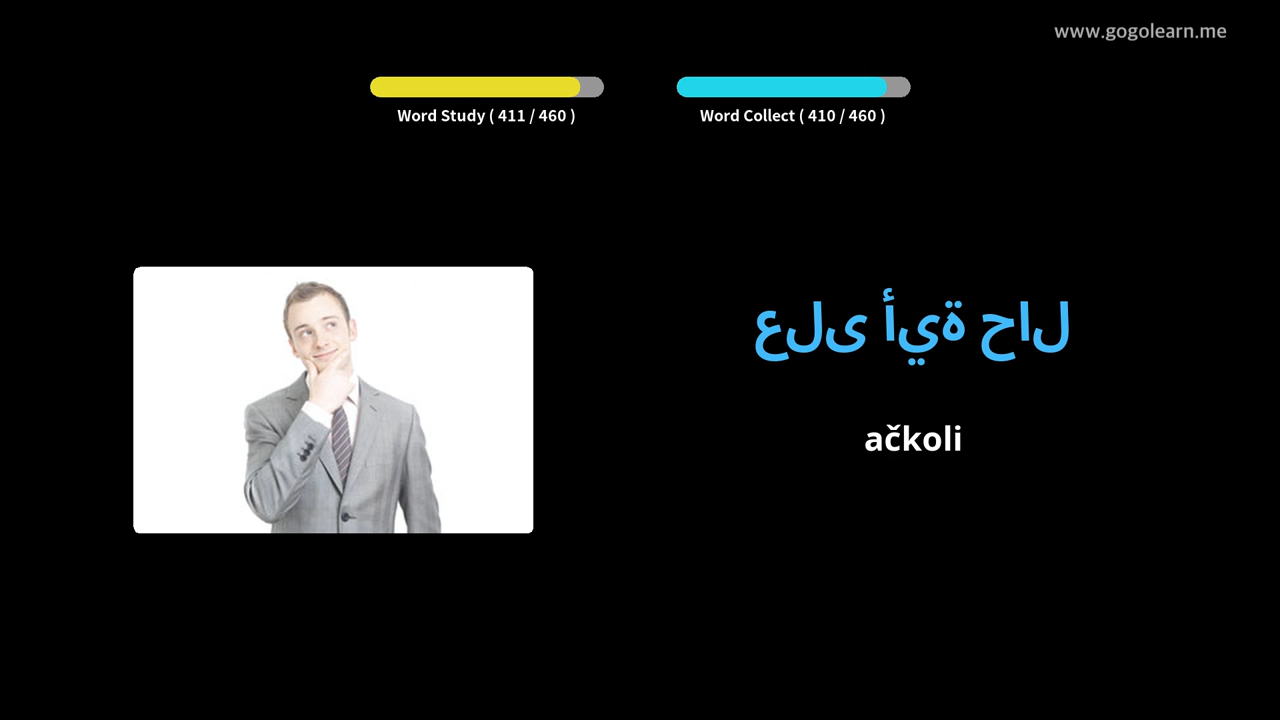 www.gogolearn.me
Word Study ( 411 / 460 )
Word Collect ( 410 / 460 )
على أية حال
ačkoli